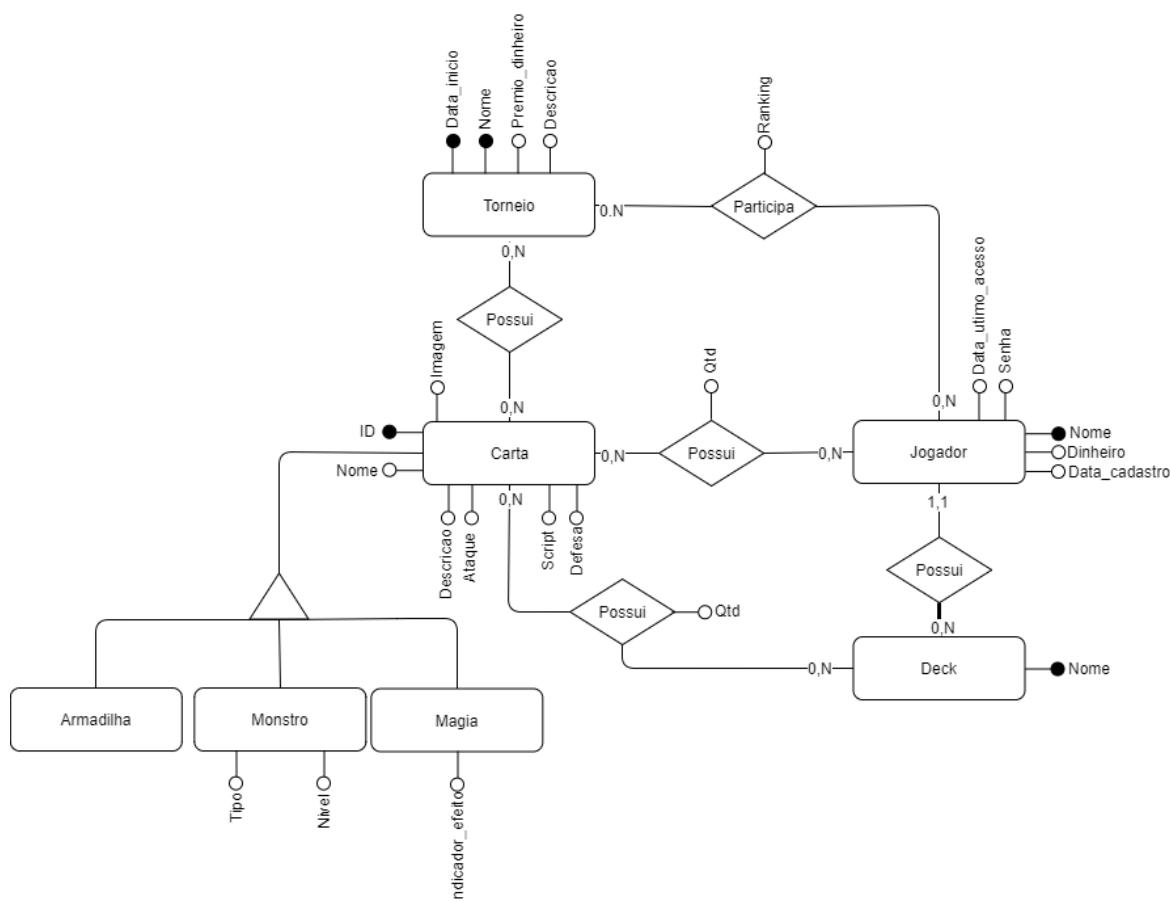 Data_inicio
Nome
Premio_dinheiro
Descricao
Ranking
Torneio
0.N
Participa
0,N
Possui
Data_utimo_acesso
Senha
Imagem
Qtd
0,N
0,N
ID
Carta
0,N
Possui
0,N
Jogador
Nome
Dinheiro
Data_cadastro
Nome
0,N
1,1
Descricao
Ataque
Script
Defesa
Possui
Possui
Qtd
0,N
0,N
Deck
Nome
Armadilha
Monstro
Magia
Tipo
Nivel
ndicador_efeito